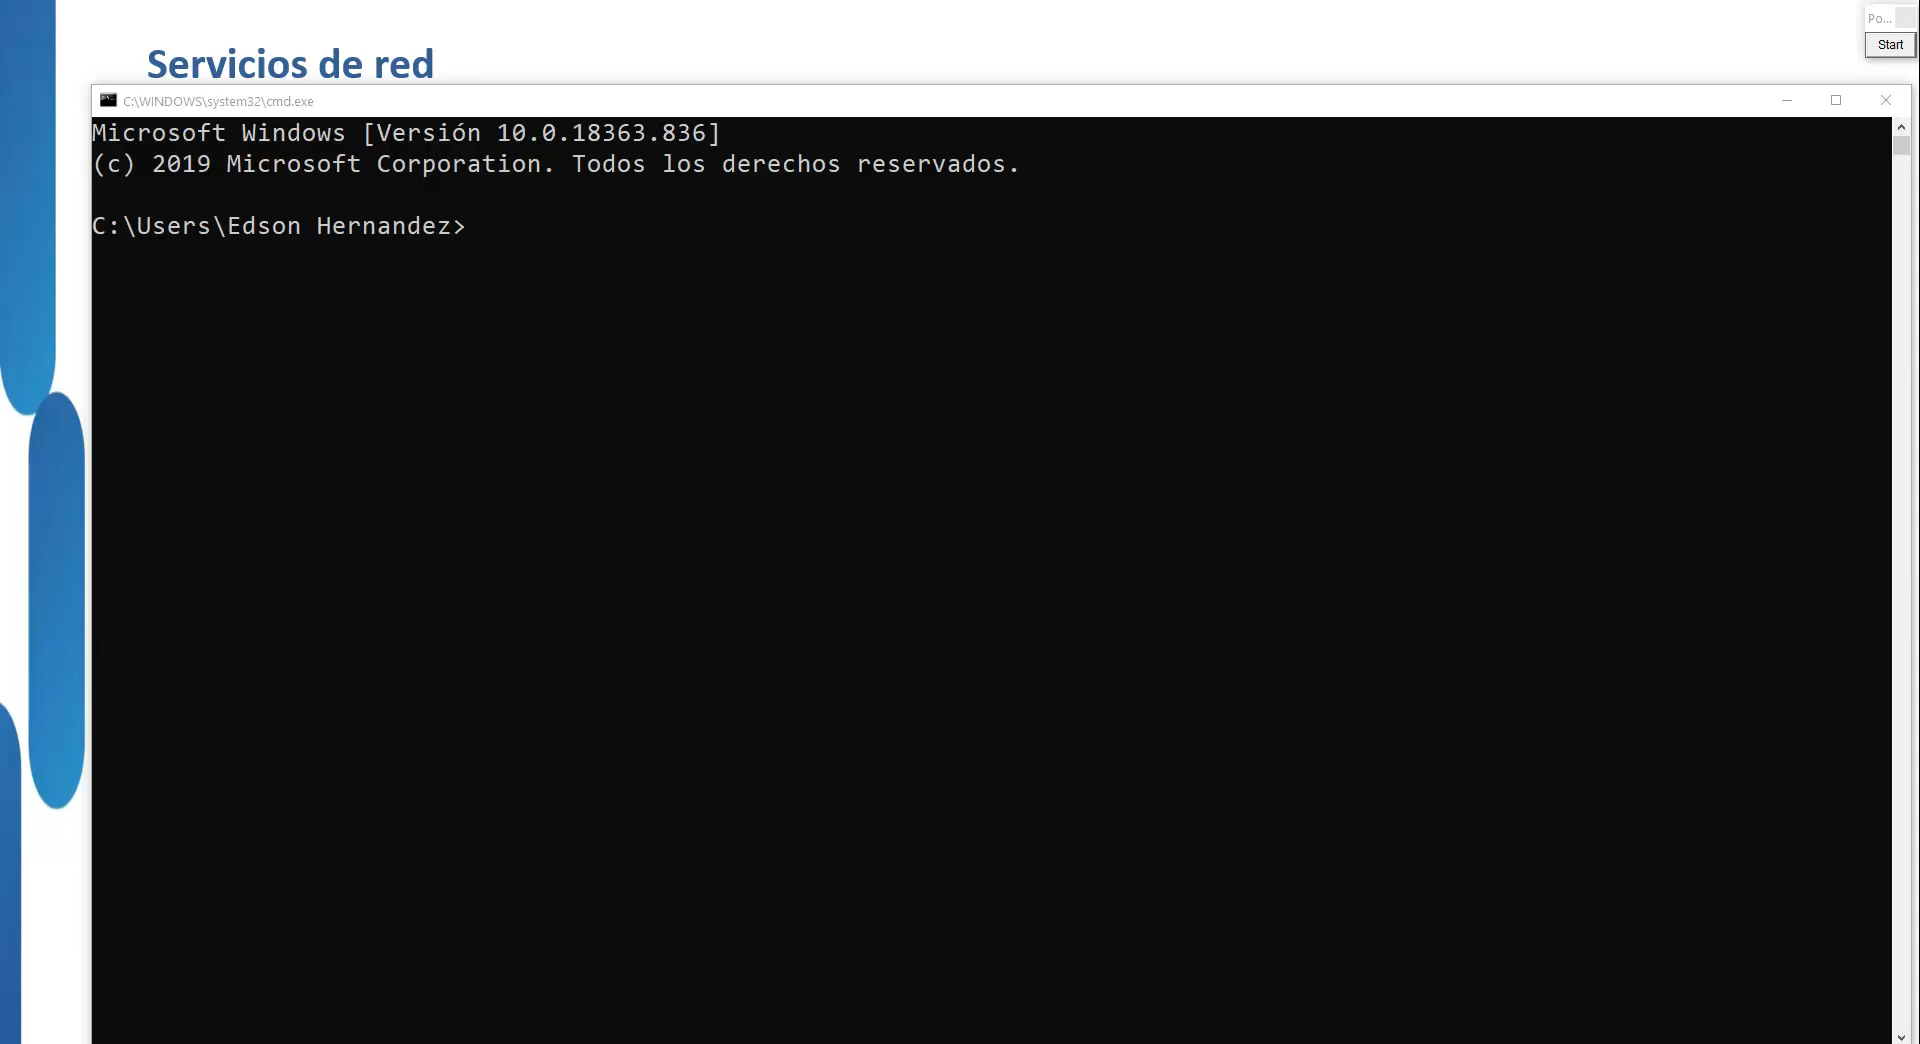 Servicios de red
Po...
Start
C:\WINDOWS\system32\cmd.exe
Microsoft Windows [Versión 10.0.18363.836]
(c) 2019 Microsoft Corporation. Todos los derechos reservados.
C:\Users\Edson Hernandez>